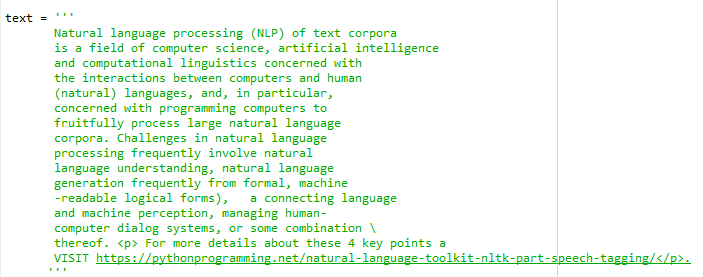 text = '''
Natural language processing (NLP) of text corpora
is a field of computer science, artificial intelligence
and computational linguistics concerned with
the interactions between computers and human
(natural) languages, and, in particular,
concerned with programming computers to
fruitfully process large natural language
corpora. Challenges in natural language
processing frequently involve natural
language understanding, natural language
generation frequently from formal, machine
-readable logical forms),   a connecting language
and machine perception, managing human-
computer dialog systems, or some combination \
thereof. <p> For more details about these 4 key points a
VISIT https://pythonprogramming.net/natural-language-toolkit-nltk-part-speech-tagging/</p>.
'''